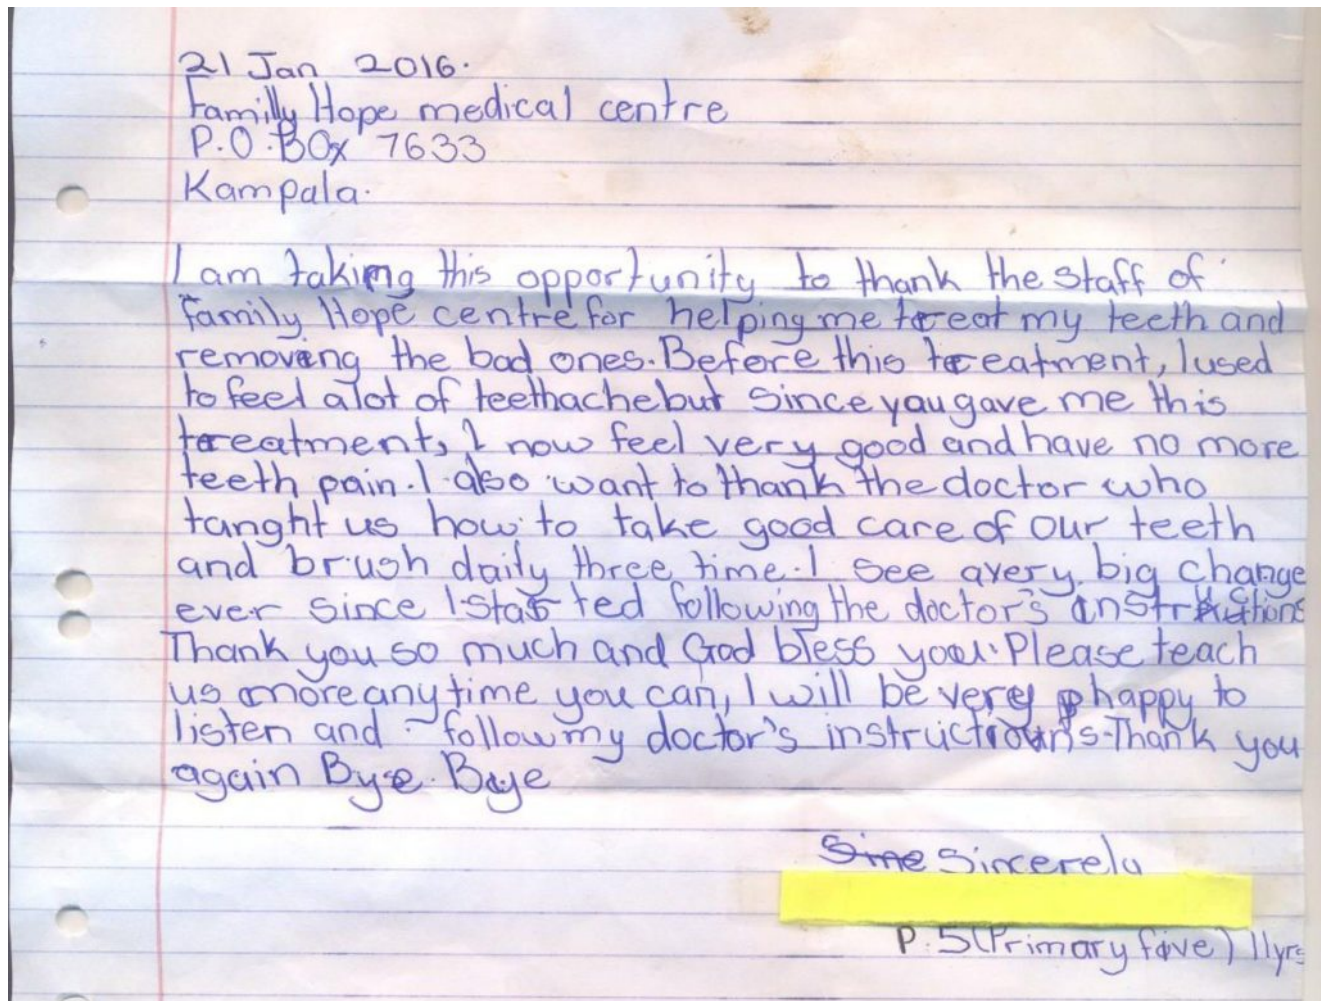 21 Jan 2016.
Familly Hope medical centre
P.O.BOx 7633
Kampala.
I am taking this opportunity to thank the staff of
family Hope centre for helping me treat my teeth and
removing the bad ones. Before this treatment, I used
to feel alot of teethache but since you gave me this
treatment, I now feel very good and have no more
teeth pain. I also want to thank the doctor who
tanght us how to take good care of our teeth
and brush daily three time. I see avery big change
ever since I started following the doctor's instructions
Thank you so much and God bless you. Please teach
us more anytime you can, I will be very happy to
listen and follow my doctor's instructions. Thank you
again Bye. Bye
Sime Sincerely
P.5 (Primary five) 11yrs